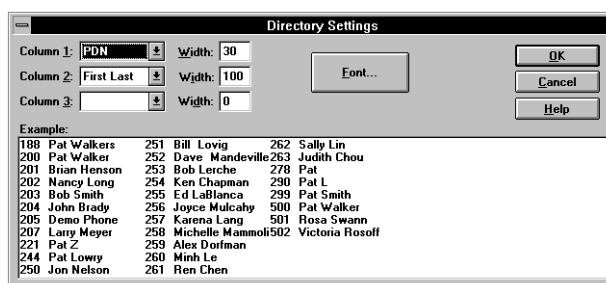 Directory Settings
Column 1: PDN Width: 30
Column 2: First Last Width: 100
Column 3: Width: 0
Font...
OK
Cancel
Help
Example:
188 Pat Walkers 251 Bill Lovig 262 Sally Lin
200 Pat Walker 252 Dave Mandeville263 Judith Chou
201 Brian Henson 253 Bob Lerche 278 Pat
202 Nancy Long 254 Ken Chapman 290 Pat L
203 Bob Smith 255 Ed LaBlanca 299 Pat Smith
204 John Brady 256 Joyce Mulcahy 500 Pat Walker
205 Demo Phone 257 Karena Lang 501 Rosa Swann
207 Larry Meyer 258 Michelle Mammoli502 Victoria Rosoff
221 Pat Z 259 Alex Dorfman
244 Pat Lowry 260 Minh Le
250 Jon Nelson 261 Ren Chen